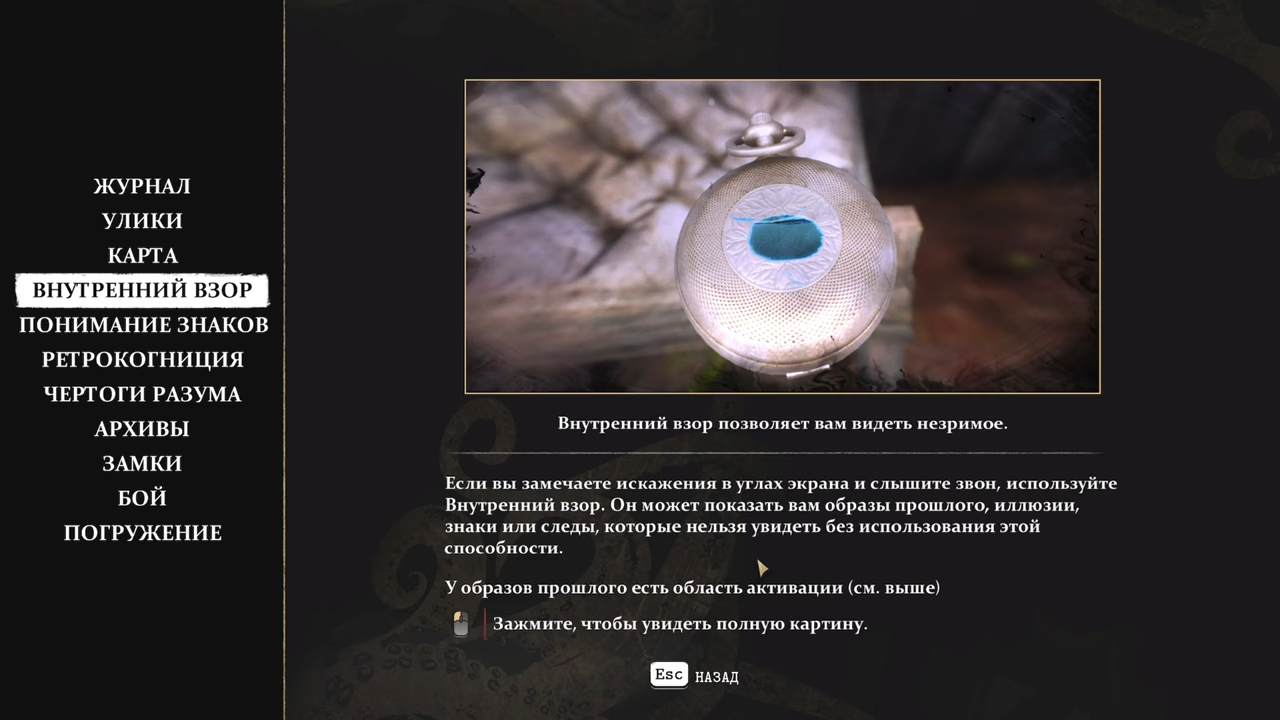 ЖУРНАЛ
УЛИКИ
КАРТА
ВНУТРЕННИЙ ВЗОР
ПОНИМАНИЕ ЗНАКОВ
РЕТРОКОГНИЦИЯ
ЧЕРТОГИ РАЗУМА
АРХИВЫ
ЗАМКИ
БОЙ
ПОГРУЖЕНИЕ
Внутренний взор позволяет вам видеть незримое.
Если вы замечаете искажения в углах экрана и слышите звон, используйте
Внутренний взор. Он может показать вам образы прошлого, иллюзии,
знаки или следы, которые нельзя увидеть без использования этой
способности.
У образов прошлого есть область активации (см. выше)
Зажмите, чтобы увидеть полную картину.
Esc НАЗАД